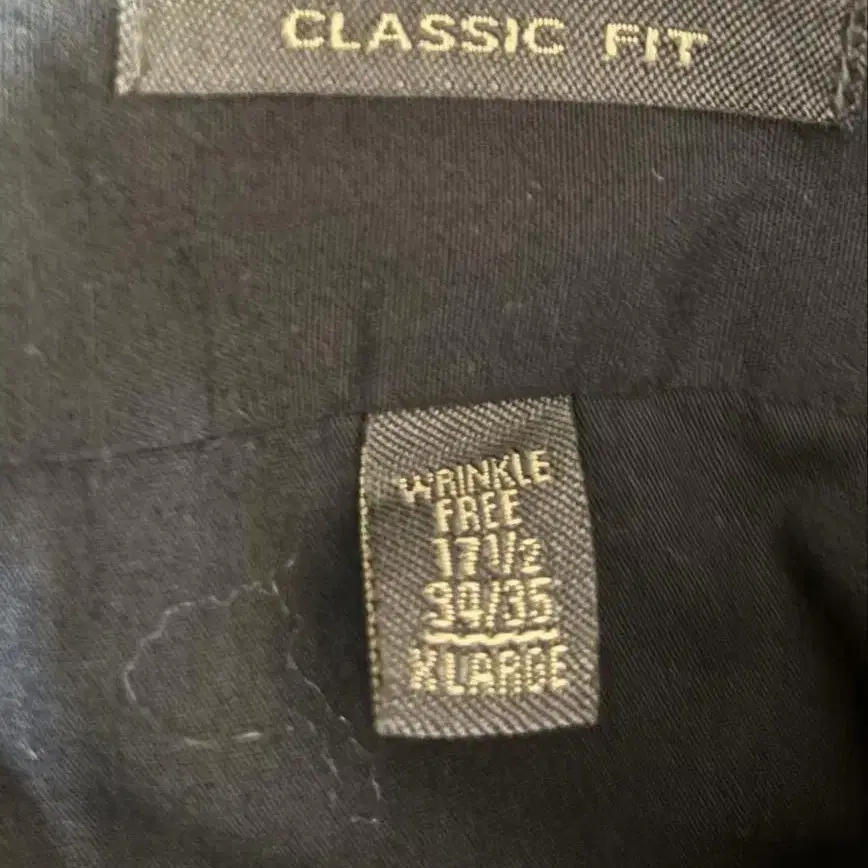 CLASSIC FIT
WRINKLE
FREE
17 1/2
34/35
XLARGE